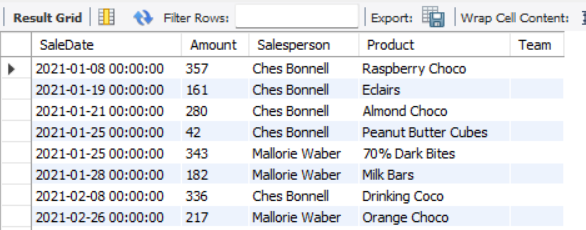 Result Grid Filter Rows: Export: Wrap Cell Content:
SaleDate Amount Salesperson Product Team
2021-01-08 00:00:00 357 Ches Bonnell Raspberry Choco
2021-01-19 00:00:00 161 Ches Bonnell Eclairs
2021-01-21 00:00:00 280 Ches Bonnell Almond Choco
2021-01-25 00:00:00 42 Ches Bonnell Peanut Butter Cubes
2021-01-25 00:00:00 343 Mallorie Waber 70% Dark Bites
2021-01-28 00:00:00 182 Mallorie Waber Milk Bars
2021-02-08 00:00:00 336 Ches Bonnell Drinking Coco
2021-02-26 00:00:00 217 Mallorie Waber Orange Choco